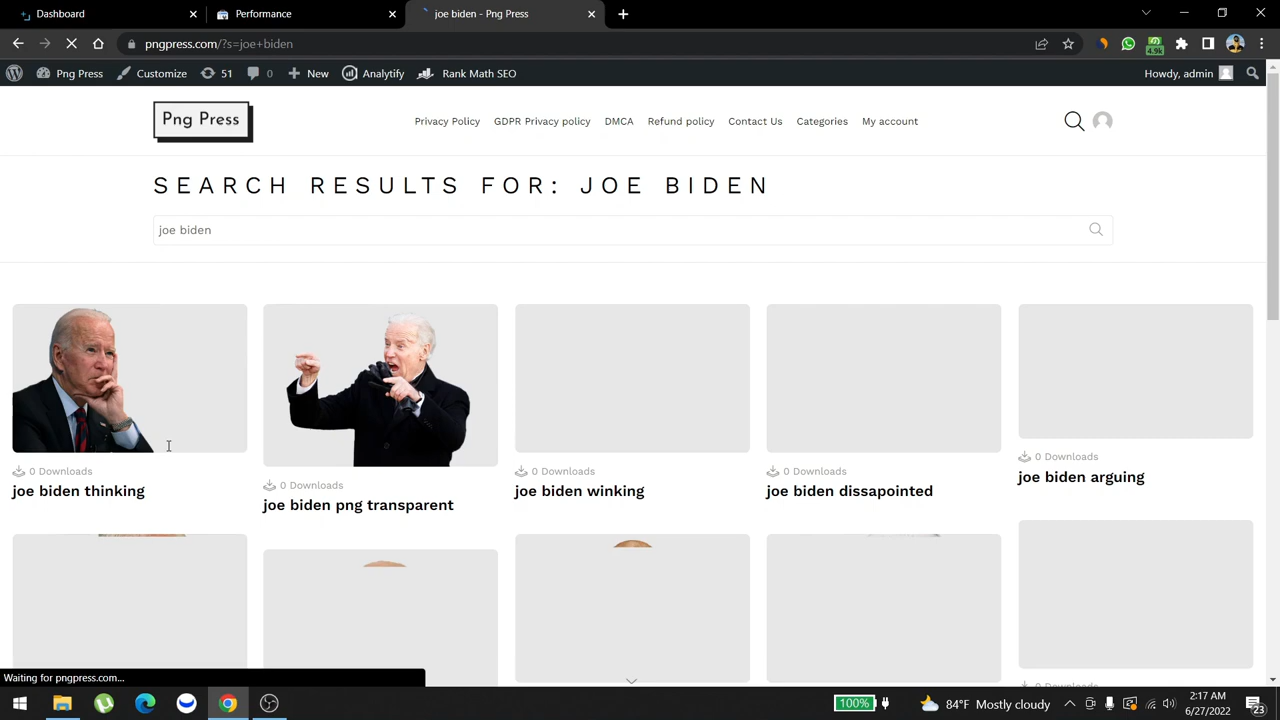 Dashboard
Performance
joe biden - Png Press
pngpress.com/?s=joe+biden
4.9k
Png Press
Customize
51
0
New
Analytify
Rank Math SEO
Howdy, admin
Png Press
Privacy Policy
GDPR Privacy policy
DMCA
Refund policy
Contact Us
Categories
My account
SEARCH RESULTS FOR: JOE BIDEN
joe biden
0 Downloads
joe biden thinking
0 Downloads
joe biden png transparent
0 Downloads
joe biden winking
0 Downloads
joe biden dissapointed
0 Downloads
joe biden arguing
0 Downloads
Waiting for pngpress.com...
100%
84°F Mostly cloudy
2:17 AM
6/27/2022
23